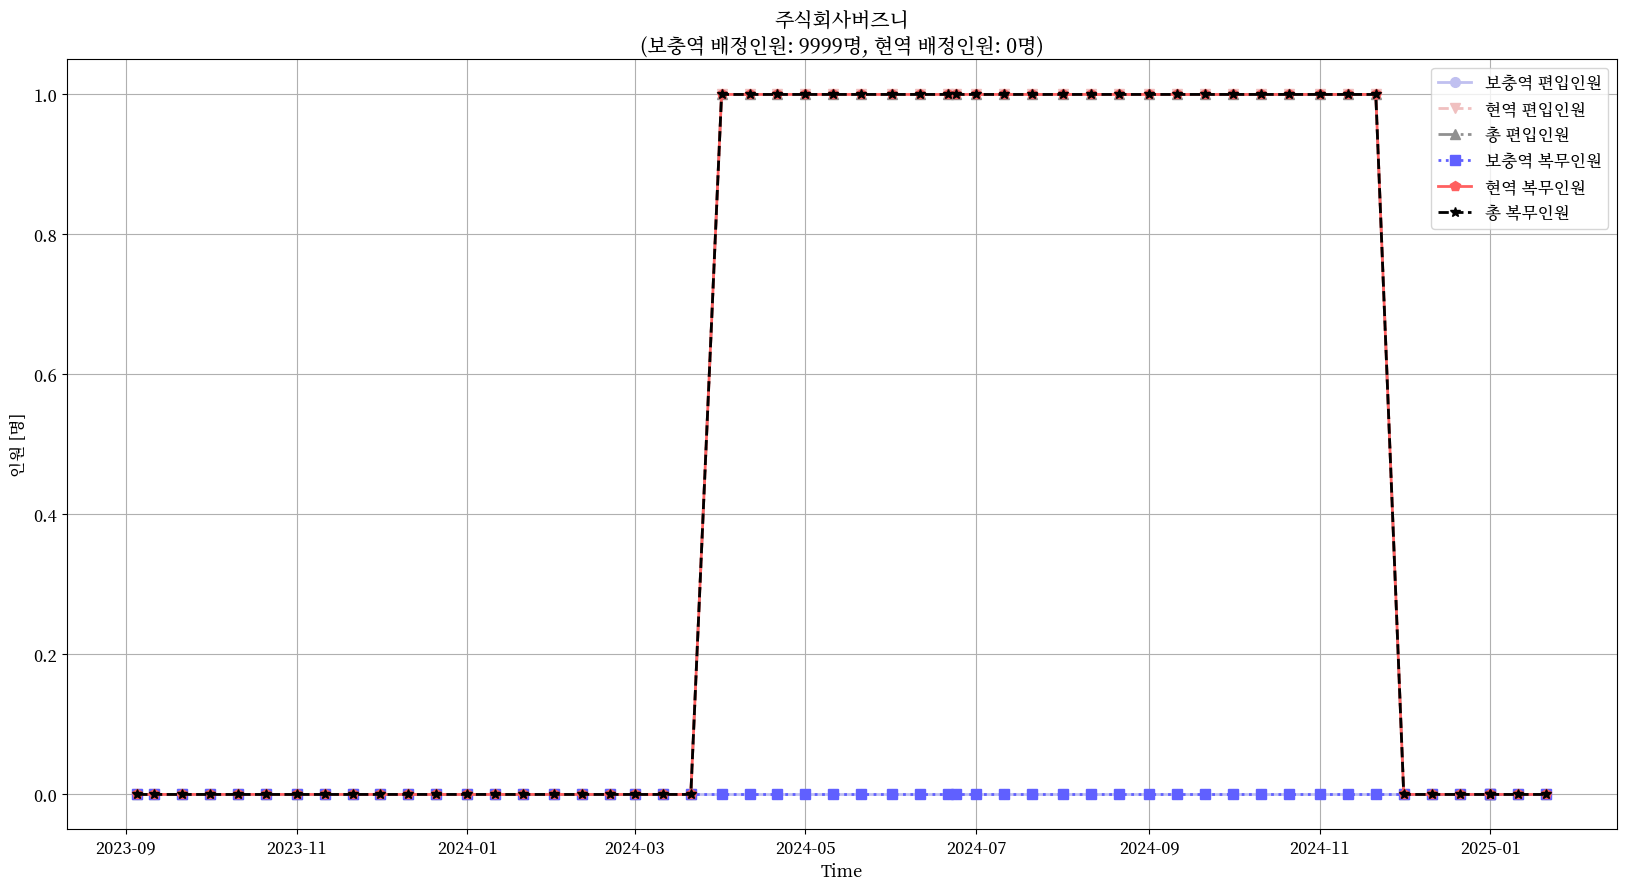 주식회사버즈니
(보충역 배정인원: 9999명, 현역 배정인원: 0명)
보충역 편입인원
현역 편입인원
총 편입인원
보충역 복무인원
현역 복무인원
총 복무인원
인원 [명]
1.0
0.8
0.6
0.4
0.2
0.0
2023-09
2023-11
2024-01
2024-03
2024-05
2024-07
2024-09
2024-11
2025-01
Time